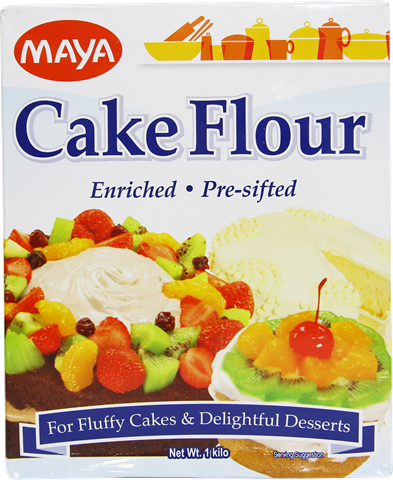 MAYA
Cake Flour
Enriched • Pre-sifted
For Fluffy Cakes & Delightful Desserts
Net Wt. 1 kilo
Serving Suggestion